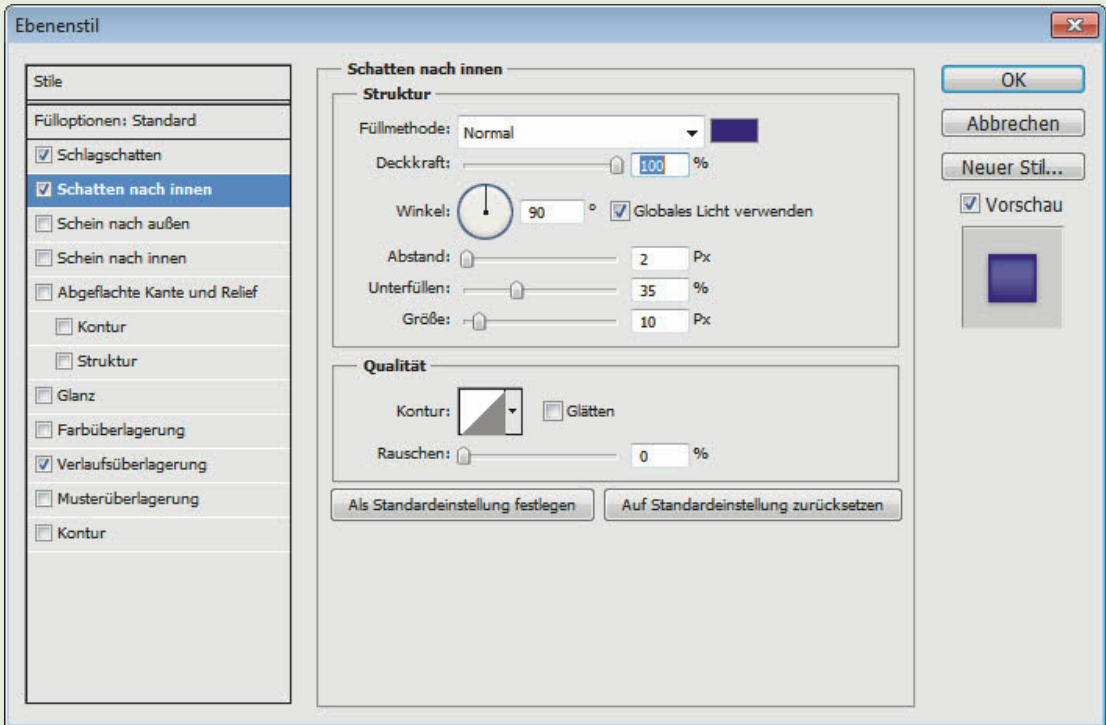 Ebenenstil
Stile
Fülloptionen: Standard
Schlagschatten
Schatten nach innen
Schein nach außen
Schein nach innen
Abgeflachte Kante und Relief
Kontur
Struktur
Glanz
Farbüberlagerung
Verlaufsüberlagerung
Musterüberlagerung
Kontur
Schatten nach innen
Struktur
Füllmethode: Normal
Deckkraft: 100 %
Winkel: 90 ° Globales Licht verwenden
Abstand: 2 Px
Unterfüllen: 35 %
Größe: 10 Px
Qualität
Kontur: Glätten
Rauschen: 0 %
Als Standardeinstellung festlegen Auf Standardeinstellung zurücksetzen
OK
Abbrechen
Neuer Stil...
Vorschau